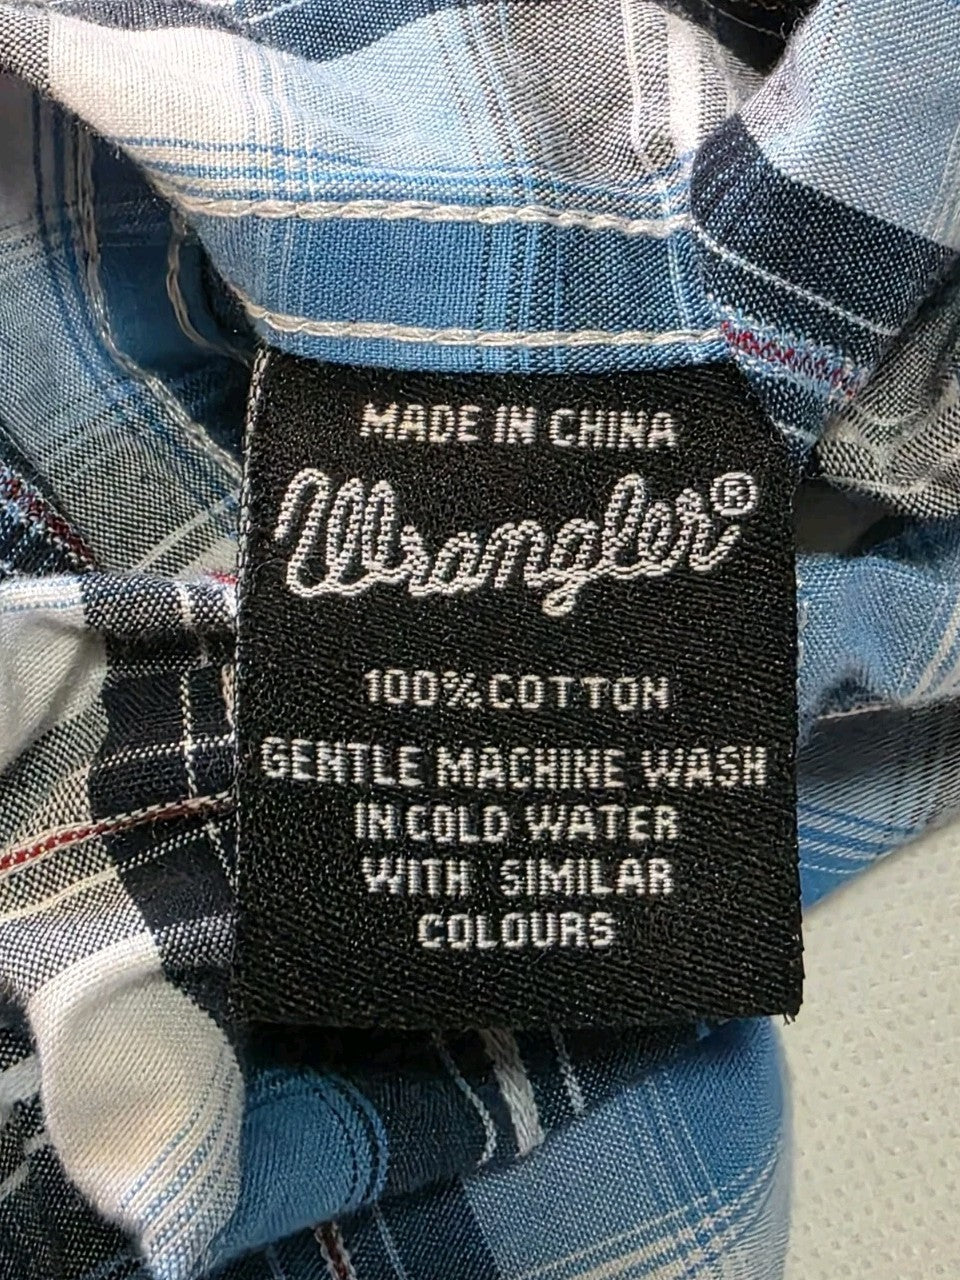 MADE IN CHINA
Wrangler®
100% COTTON
GENTLE MACHINE WASH
IN COLD WATER
WITH SIMILAR
COLOURS